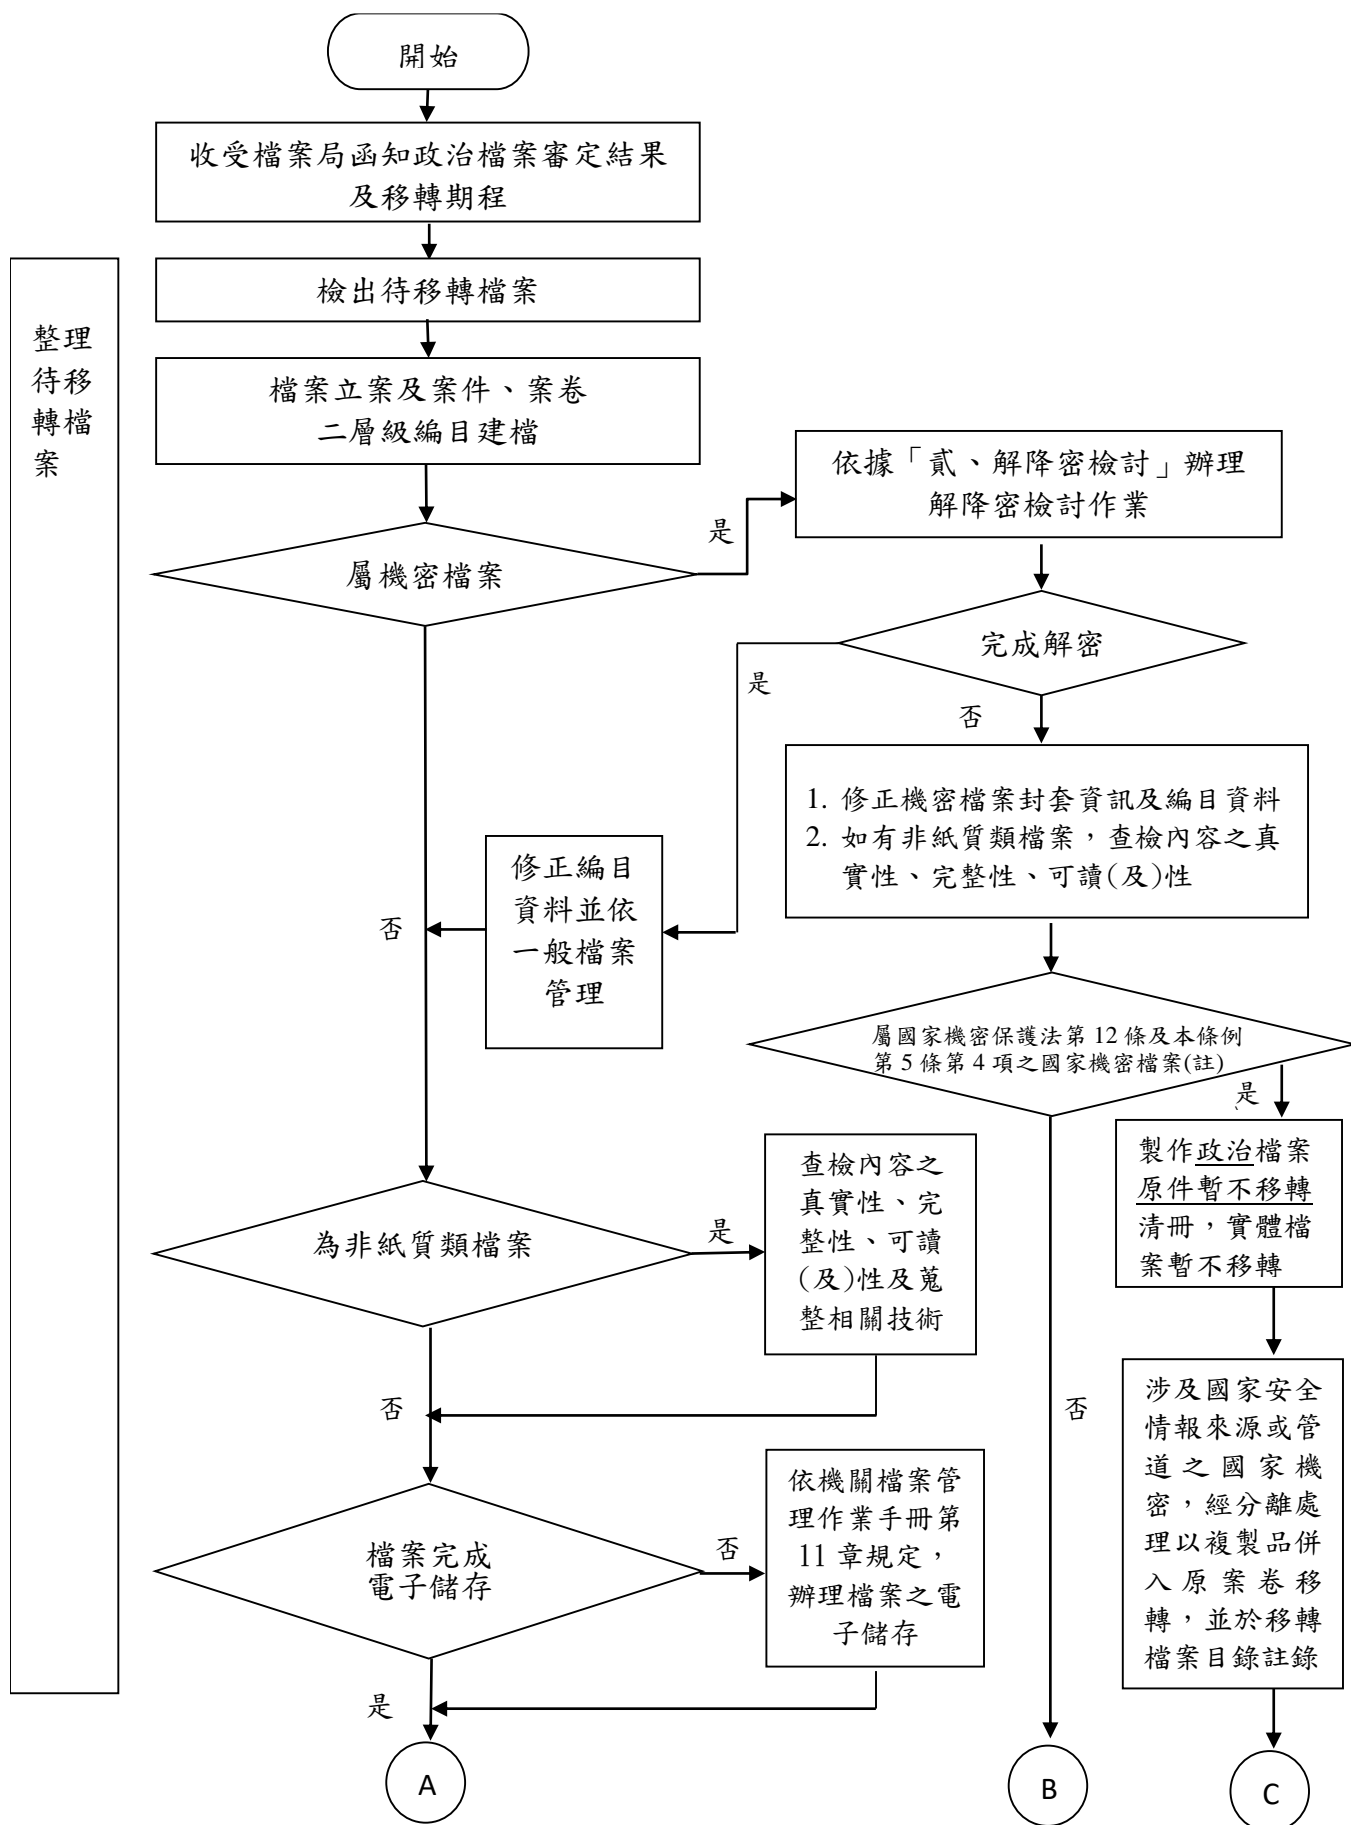 開始
收受檔案局函知政治檔案審定結果
及移轉期程
檢出待移轉檔案
整理
待移
轉檔
案
檔案立案及案件、案卷
二層級編目建檔
依據「貳、解降密檢討」辦理
解降密檢討作業
是
屬機密檔案
完成解密
是
否
1. 修正機密檔案封套資訊及編目資料
2. 如有非紙質類檔案，查檢內容之真
實性、完整性、可讀(及)性
修正編目
資料並依
一般檔案
管理
否
屬國家機密保護法第 12 條及本條例
第 5 條第 4 項之國家機密檔案(註)
是
、
製作政治檔案
原件暫不移轉
清冊，實體檔
案暫不移轉
查檢內容之
真實性、完
整性、可讀
(及)性及蒐
整相關技術
是
為非紙質類檔案
否
否
涉及國家安全
情報來源或管
道之國家機
密，經分離處
理以複製品併
入原案卷移
轉，並於移轉
檔案目錄註錄
依機關檔案管
理作業手冊第
11 章規定，
辦理檔案之電
子儲存
否
檔案完成
電子儲存
是
A
B
C